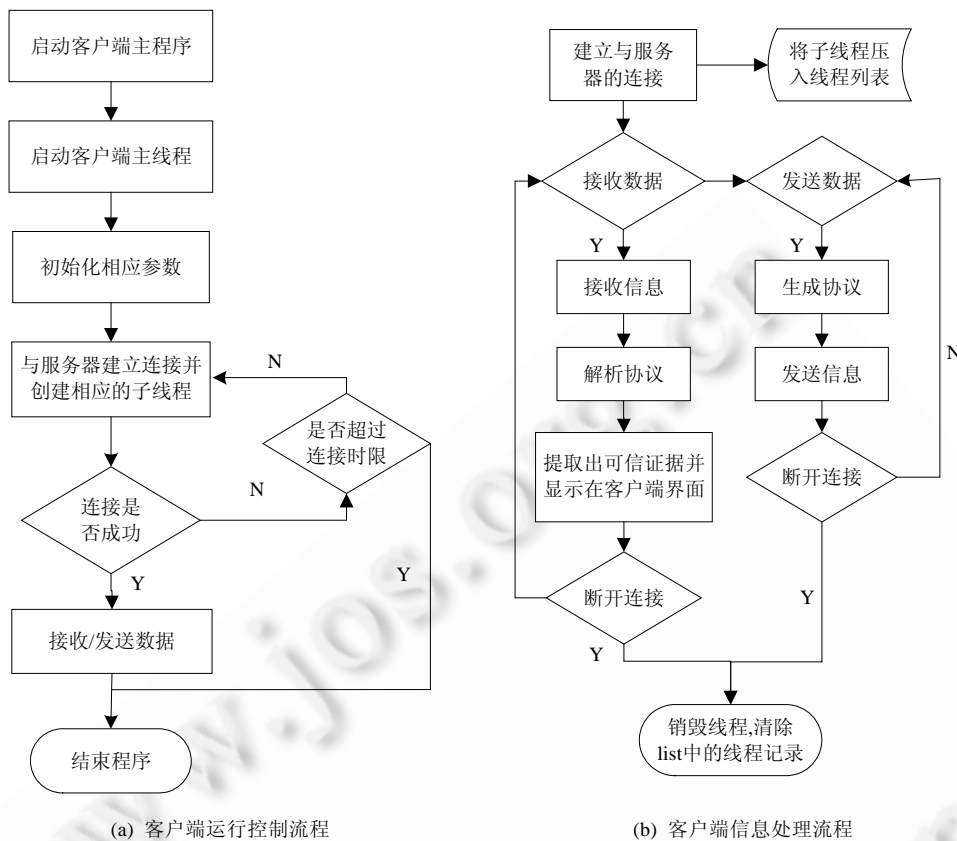 启动客户端主程序
启动客户端主线程
初始化相应参数
与服务器建立连接并
创建相应的子线程
N
是否超过
连接时限
N
连接是
否成功
Y
Y
接收/发送数据
结束程序
(a) 客户端运行控制流程
建立与服务
器的连接
将子线程压
入线程列表
接收数据
发送数据
Y
Y
接收信息
生成协议
N
解析协议
发送信息
提取出可信证据并
显示在客户端界面
断开连接
断开连接
Y
Y
销毁线程,清除
list中的线程记录
(b) 客户端信息处理流程
www.jos.org.cn